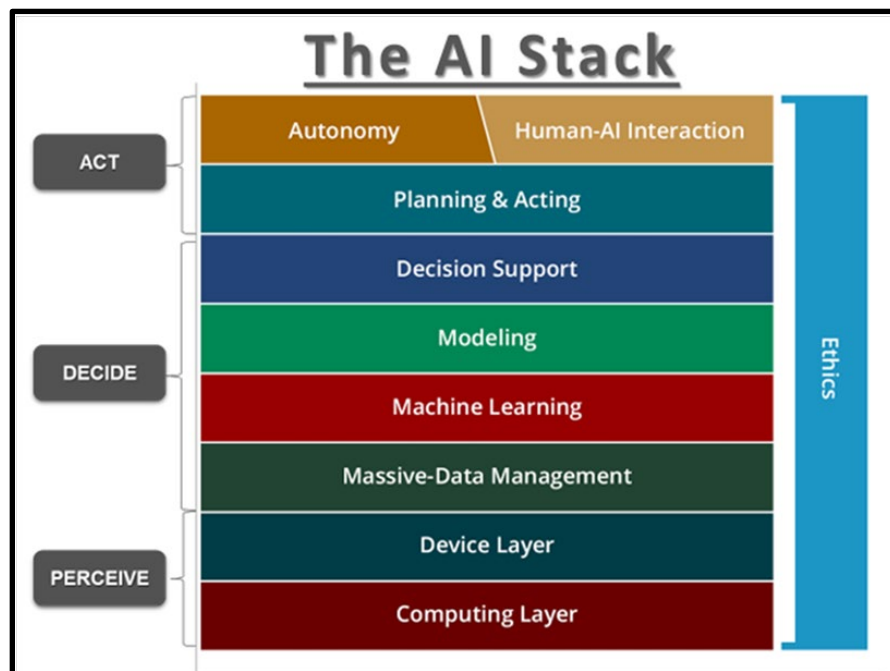 The AI Stack
ACT
Autonomy
Human-AI Interaction
Planning & Acting
DECIDE
Decision Support
Modeling
Machine Learning
Massive-Data Management
PERCEIVE
Device Layer
Computing Layer
Ethics